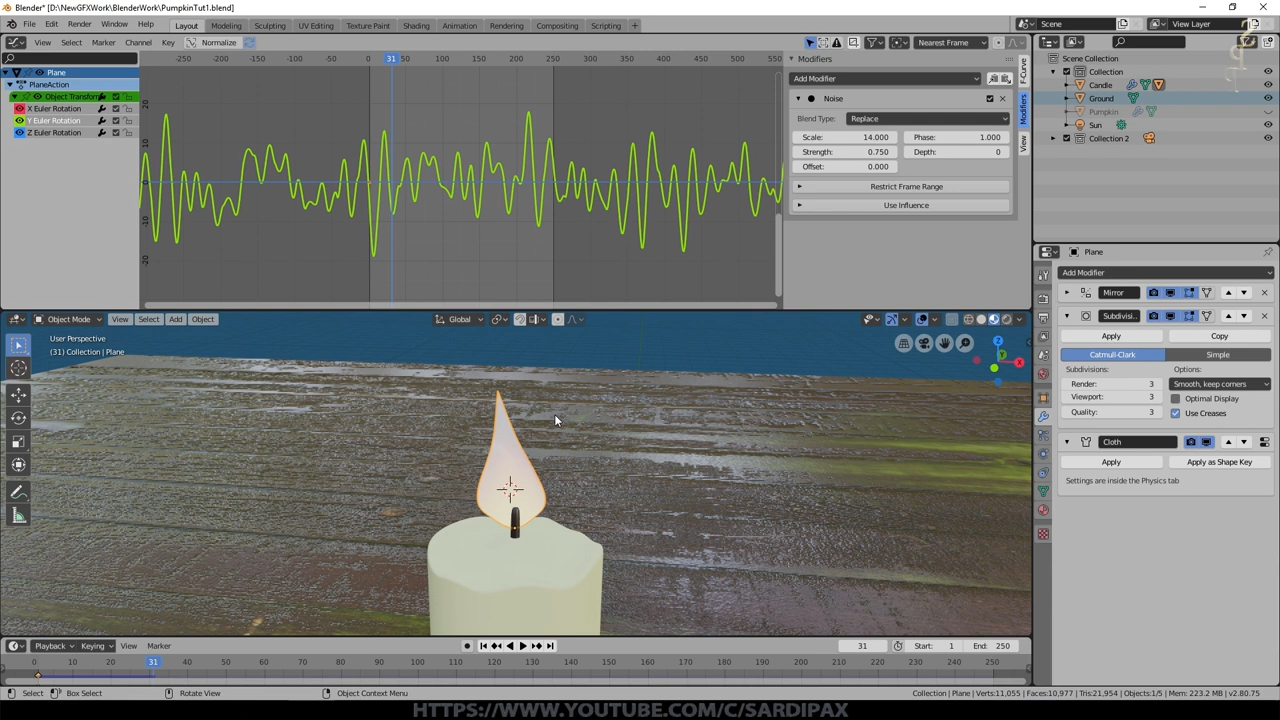 Blender* [D:\NewGFXWork\BlenderWork\PumpkinTut1.blend]
File Edit Render Window Help Layout Modeling Sculpting UV Editing Texture Paint Shading Animation Rendering Compositing Scripting Scene View Layer
View Select Marker Channel Key Normalize Nearest Frame
-250 -200 -150 -100 -50 0 31 50 100 150 200 250 300 350 400 450 500 550
Modifiers
Scene Collection
Plane
Collection
Add Modifier
PlaneAction
Candle
Object Transform
Noise
Ground
20
X Euler Rotation
Blend Type: Replace
Pumpkin
Y Euler Rotation
Sun
Z Euler Rotation
Scale: 14.000 Phase: 1.000
Collection 2
10
Strength: 0.750 Depth: 0
Offset: 0.000
0
Restrict Frame Range
Use Influence
-10
-20
F-Curve
Modifiers
View
Plane
Add Modifier
Mirror
Subdivisi..
Apply Copy
Catmull-Clark Simple
Subdivisions: Options:
Render: 3 Smooth, keep corners
Viewport: 3 Optimal Display
Quality: 3 Use Creases
Cloth
Apply Apply as Shape Key
Settings are inside the Physics tab
Object Mode View Select Add Object Global
User Perspective
(31) Collection | Plane
Z
Y
X
Playback Keying View Marker 31 Start: 1 End: 250
0 10 20 31 40 50 60 70 80 90 100 110 120 130 140 150 160 170 180 190 200 210 220 230 240 250
Select Box Select Rotate View Object Context Menu Collection | Plane | Verts:11,055 | Faces:10,977 | Tris:21,954 | Objects:1/5 | Mem: 223.2 MB | v2.80.75
HTTPS://WWW.YOUTUBE.COM/C/SARDIPAX